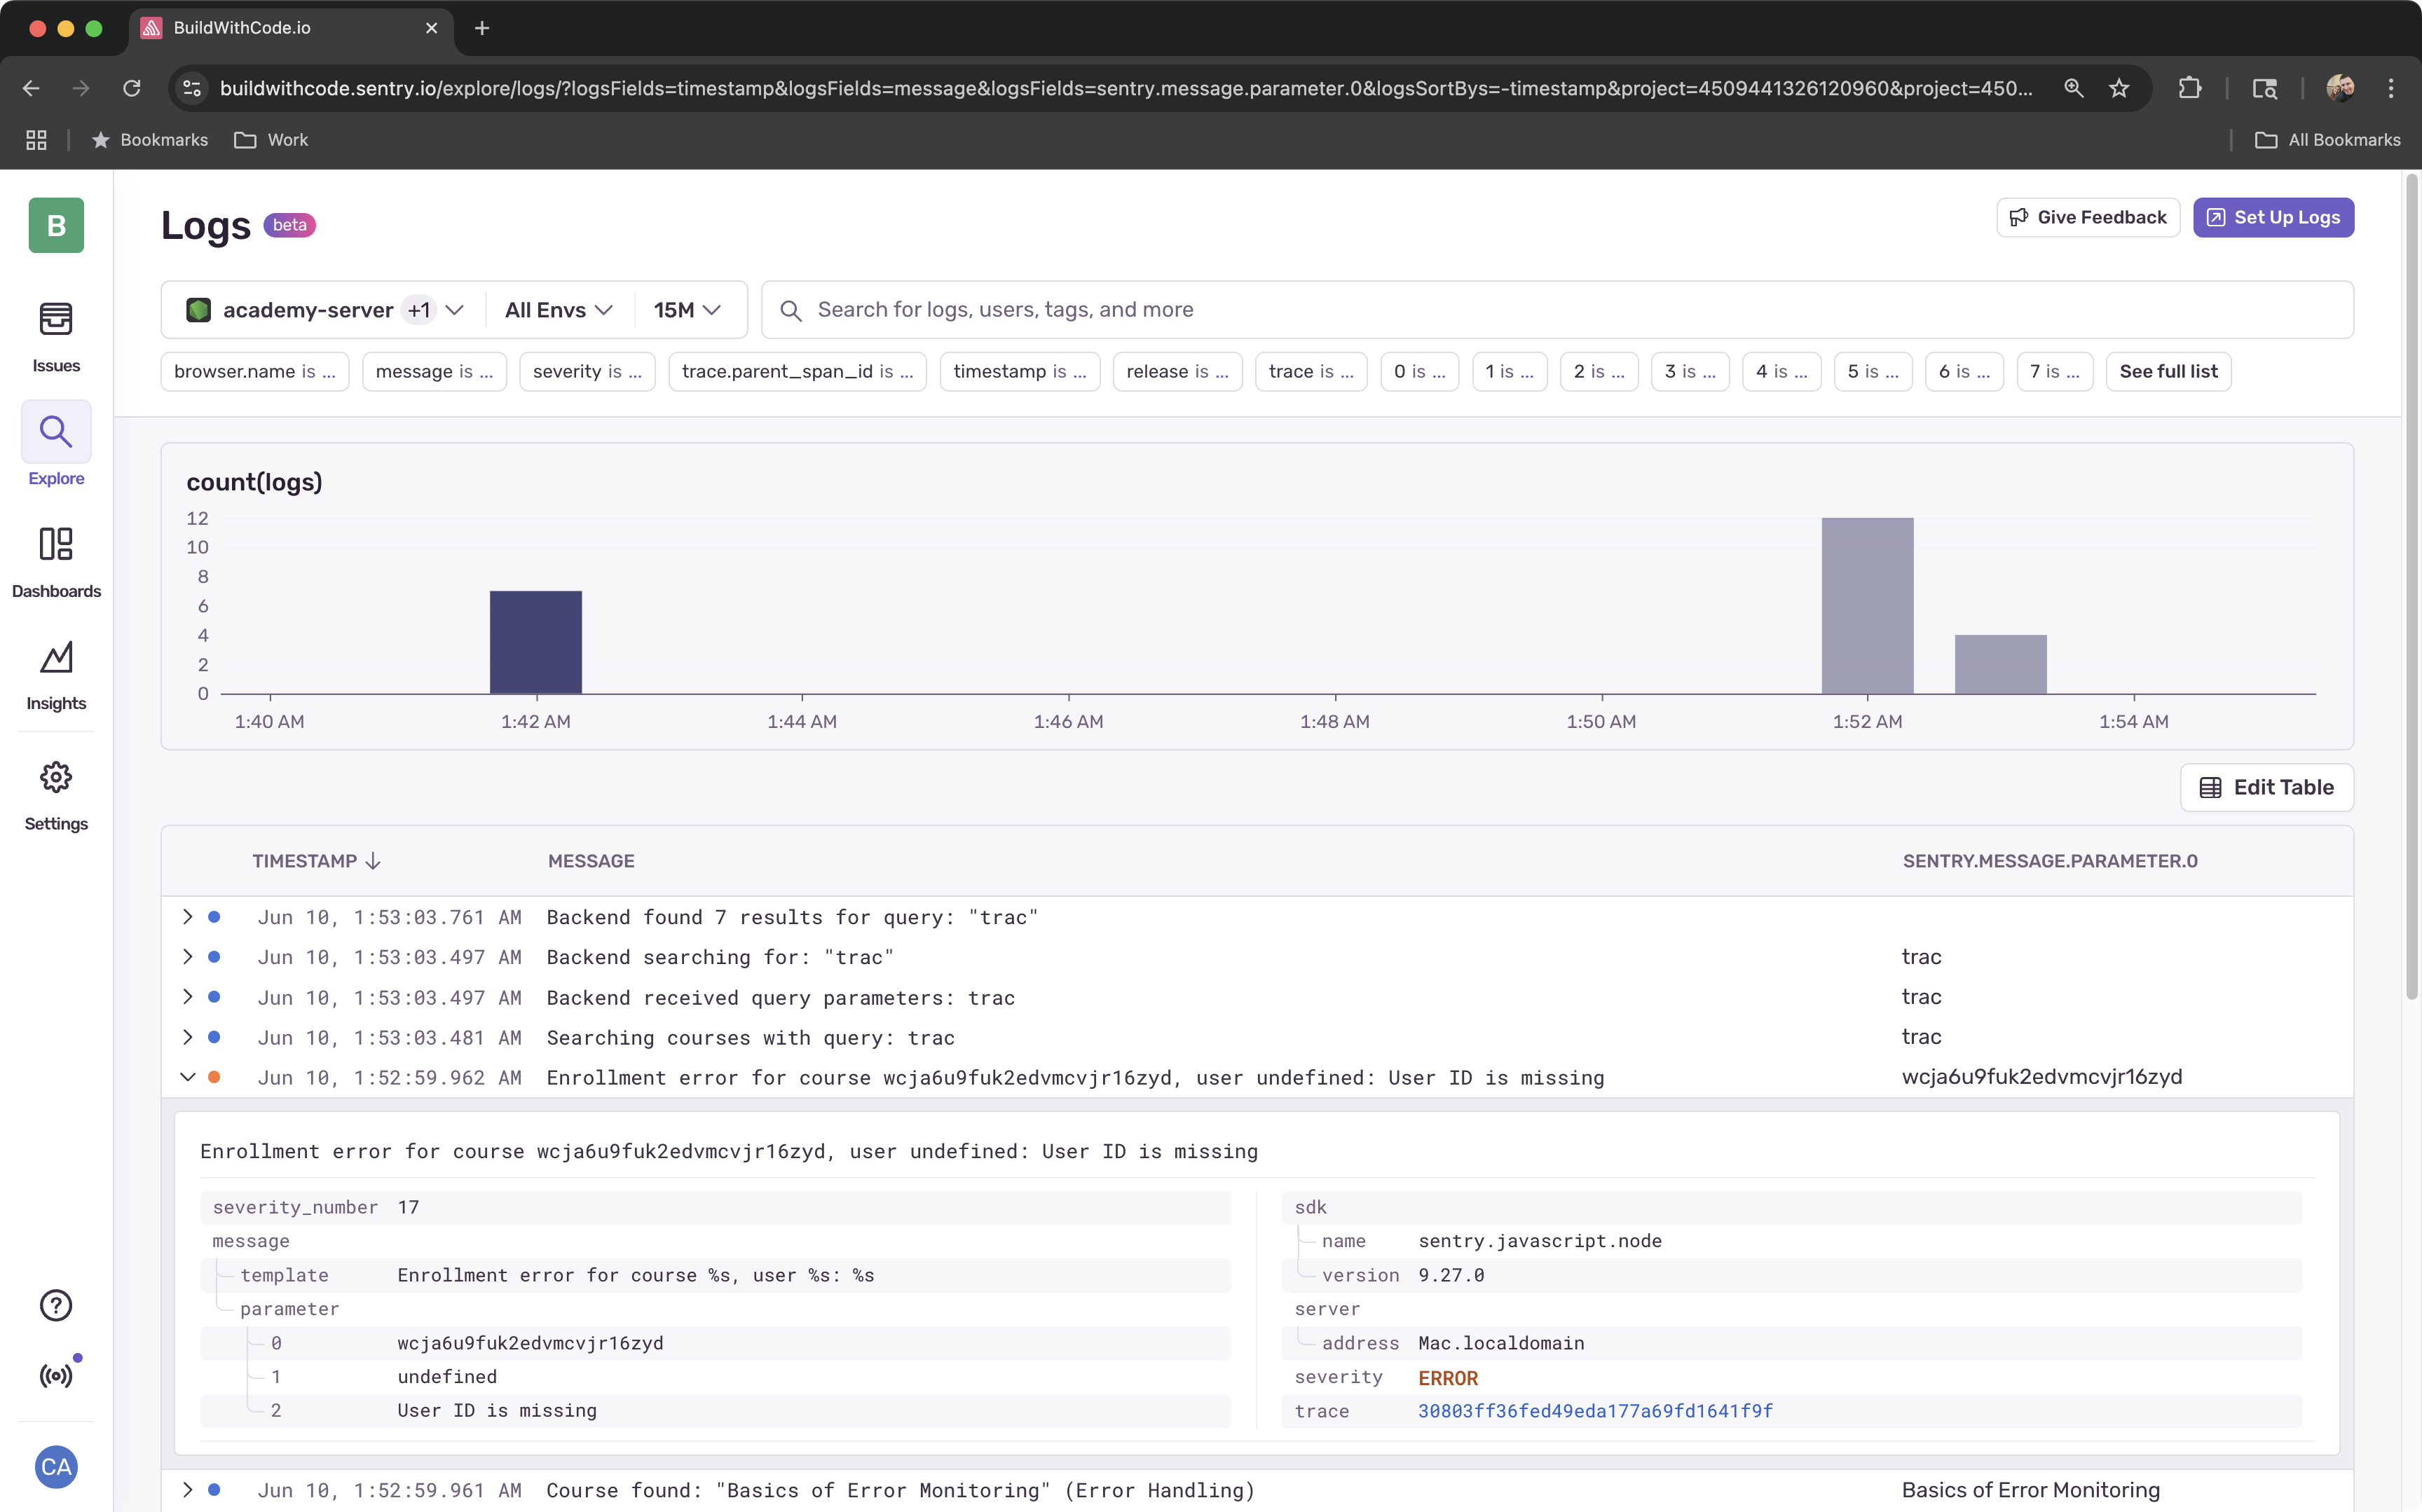 BuildWithCode.io
buildwithcode.sentry.io/explore/logs/?logsFields=timestamp&logsFields=message&logsFields=sentry.message.parameter.0&logsSortBys=-timestamp&project=4509441326120960&project=450...
Bookmarks Work All Bookmarks
B
Issues
Explore
Dashboards
Insights
Settings
CA
Logs beta
Give Feedback Set Up Logs
academy-server +1 All Envs 15M Search for logs, users, tags, and more
browser.name is ... message is ... severity is ... trace.parent_span_id is ... timestamp is ... release is ... trace is ... 0 is ... 1 is ... 2 is ... 3 is ... 4 is ... 5 is ... 6 is ... 7 is ... See full list
count(logs)
12
10
8
6
4
2
0
1:40 AM 1:42 AM 1:44 AM 1:46 AM 1:48 AM 1:50 AM 1:52 AM 1:54 AM
Edit Table
TIMESTAMP MESSAGE SENTRY.MESSAGE.PARAMETER.0
Jun 10, 1:53:03.761 AM Backend found 7 results for query: "trac"
Jun 10, 1:53:03.497 AM Backend searching for: "trac" trac
Jun 10, 1:53:03.497 AM Backend received query parameters: trac trac
Jun 10, 1:53:03.481 AM Searching courses with query: trac trac
Jun 10, 1:52:59.962 AM Enrollment error for course wcja6u9fuk2edvmcvjr16zyd, user undefined: User ID is missing wcja6u9fuk2edvmcvjr16zyd
Enrollment error for course wcja6u9fuk2edvmcvjr16zyd, user undefined: User ID is missing
severity_number 17
message
template Enrollment error for course %s, user %s: %s
parameter
0 wcja6u9fuk2edvmcvjr16zyd
1 undefined
2 User ID is missing
sdk
name sentry.javascript.node
version 9.27.0
server
address Mac.localdomain
severity ERROR
trace 30803ff36fed49eda177a69fd1641f9f
Jun 10, 1:52:59.961 AM Course found: "Basics of Error Monitoring" (Error Handling) Basics of Error Monitoring